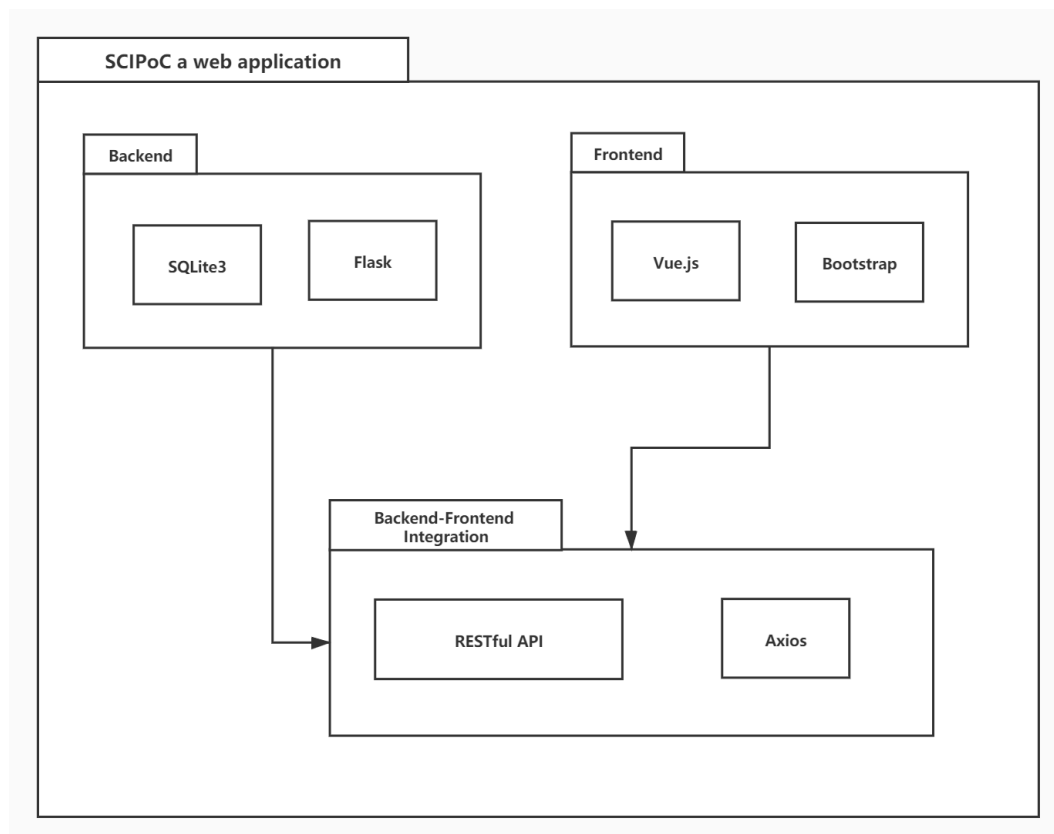 SCIPoC a web application
Backend
Frontend
SQLite3
Flask
Vue.js
Bootstrap
Backend-Frontend
Integration
RESTful API
Axios